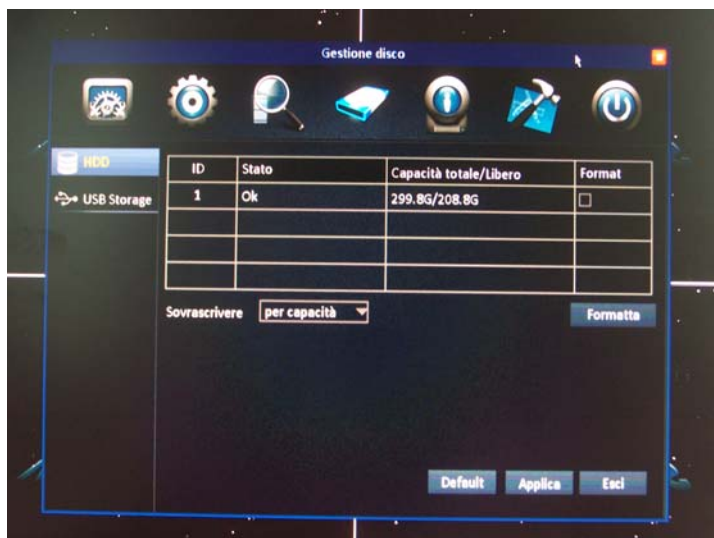 Gestione disco
HDD
USB Storage
ID Stato Capacità totale/Libero Format
1 Ok 299.8G/208.8G
Sovrascrivere per capacità Formatta
Default Applica Esci